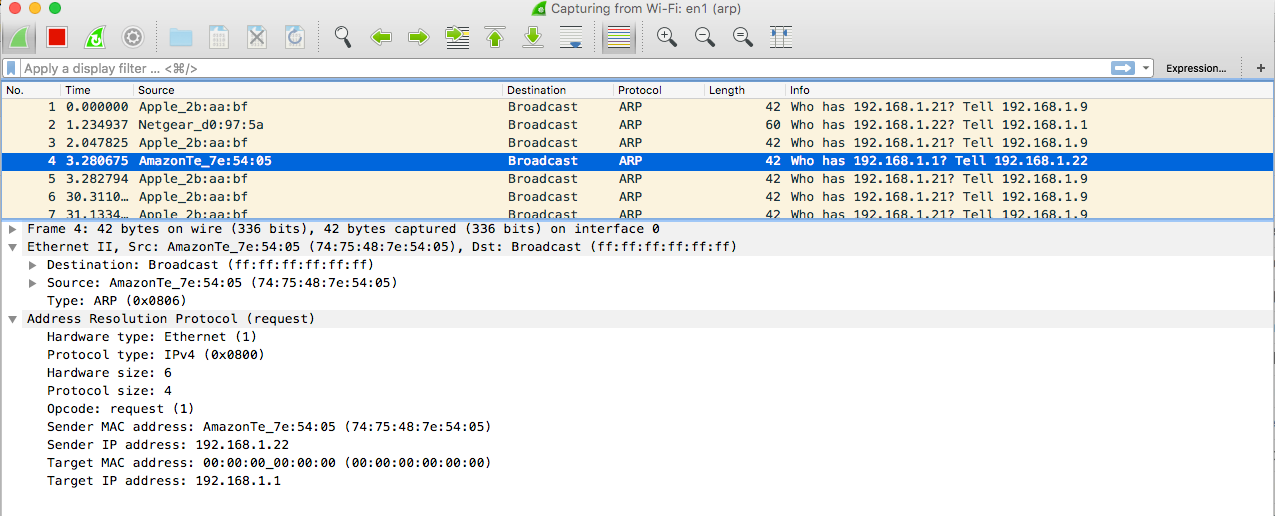 Capturing from Wi-Fi: en1 (arp)
Apply a display filter ... <⌘/> Expression... +
No. Time Source Destination Protocol Length Info
1 0.000000 Apple_2b:aa:bf Broadcast ARP 42 Who has 192.168.1.21? Tell 192.168.1.9
2 1.234937 Netgear_d0:97:5a Broadcast ARP 60 Who has 192.168.1.22? Tell 192.168.1.1
3 2.047825 Apple_2b:aa:bf Broadcast ARP 42 Who has 192.168.1.21? Tell 192.168.1.9
4 3.280675 AmazonTe_7e:54:05 Broadcast ARP 42 Who has 192.168.1.1? Tell 192.168.1.22
5 3.282794 Apple_2b:aa:bf Broadcast ARP 42 Who has 192.168.1.21? Tell 192.168.1.9
6 30.3110... Apple_2b:aa:bf Broadcast ARP 42 Who has 192.168.1.21? Tell 192.168.1.9
7 31.1334... Apple_2b:aa:bf Broadcast ARP 42 Who has 192.168.1.21? Tell 192.168.1.9
Frame 4: 42 bytes on wire (336 bits), 42 bytes captured (336 bits) on interface 0
Ethernet II, Src: AmazonTe_7e:54:05 (74:75:48:7e:54:05), Dst: Broadcast (ff:ff:ff:ff:ff:ff)
Destination: Broadcast (ff:ff:ff:ff:ff:ff)
Source: AmazonTe_7e:54:05 (74:75:48:7e:54:05)
Type: ARP (0x0806)
Address Resolution Protocol (request)
Hardware type: Ethernet (1)
Protocol type: IPv4 (0x0800)
Hardware size: 6
Protocol size: 4
Opcode: request (1)
Sender MAC address: AmazonTe_7e:54:05 (74:75:48:7e:54:05)
Sender IP address: 192.168.1.22
Target MAC address: 00:00:00_00:00:00 (00:00:00:00:00:00)
Target IP address: 192.168.1.1